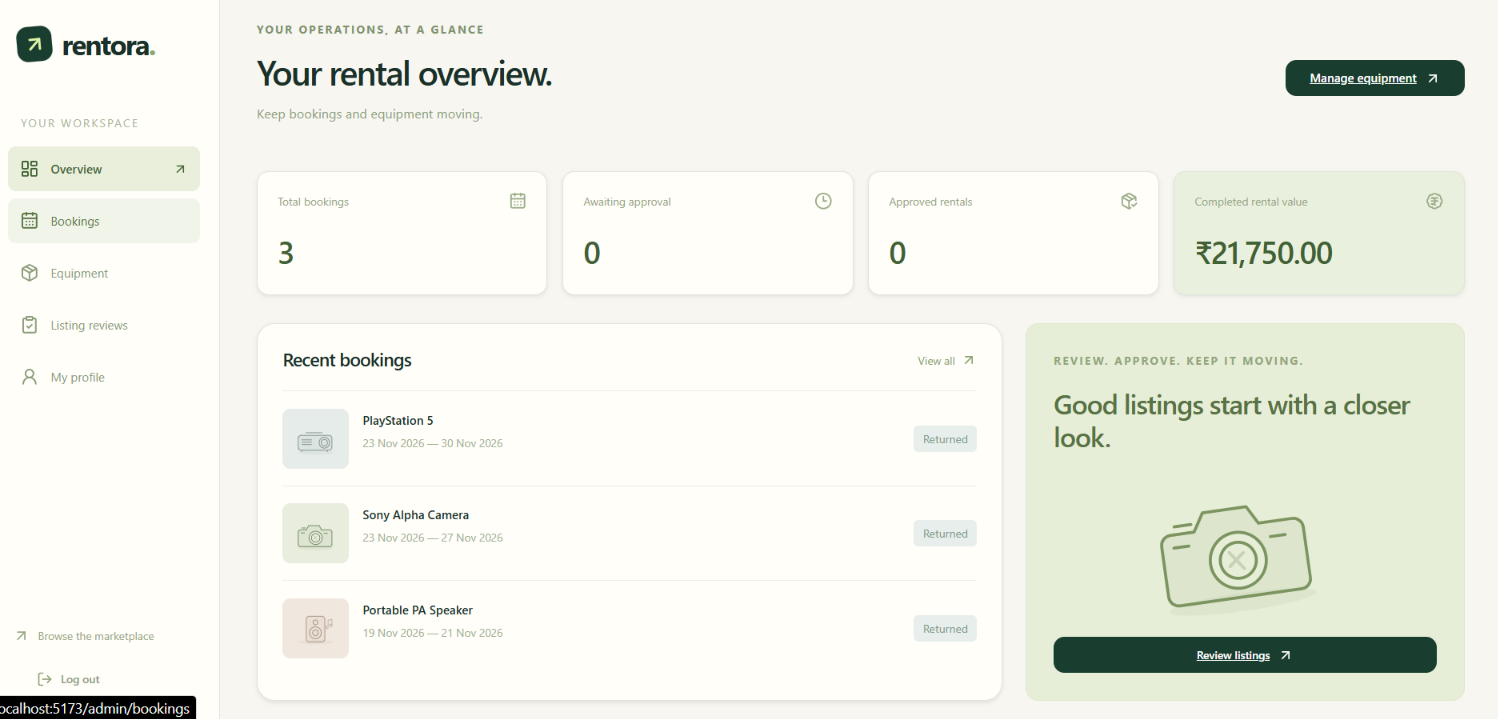 rentora.
YOUR WORKSPACE
Overview
Bookings
Equipment
Listing reviews
My profile
Browse the marketplace
Log out
ocalhost:5173/admin/bookings
YOUR OPERATIONS, AT A GLANCE
Your rental overview.
Keep bookings and equipment moving.
Manage equipment
Total bookings
3
Awaiting approval
0
Approved rentals
0
Completed rental value
₹21,750.00
Recent bookings
View all
PlayStation 5
23 Nov 2026 — 30 Nov 2026
Returned
Sony Alpha Camera
23 Nov 2026 — 27 Nov 2026
Returned
Portable PA Speaker
19 Nov 2026 — 21 Nov 2026
Returned
REVIEW. APPROVE. KEEP IT MOVING.
Good listings start with a closer
look.
Review listings